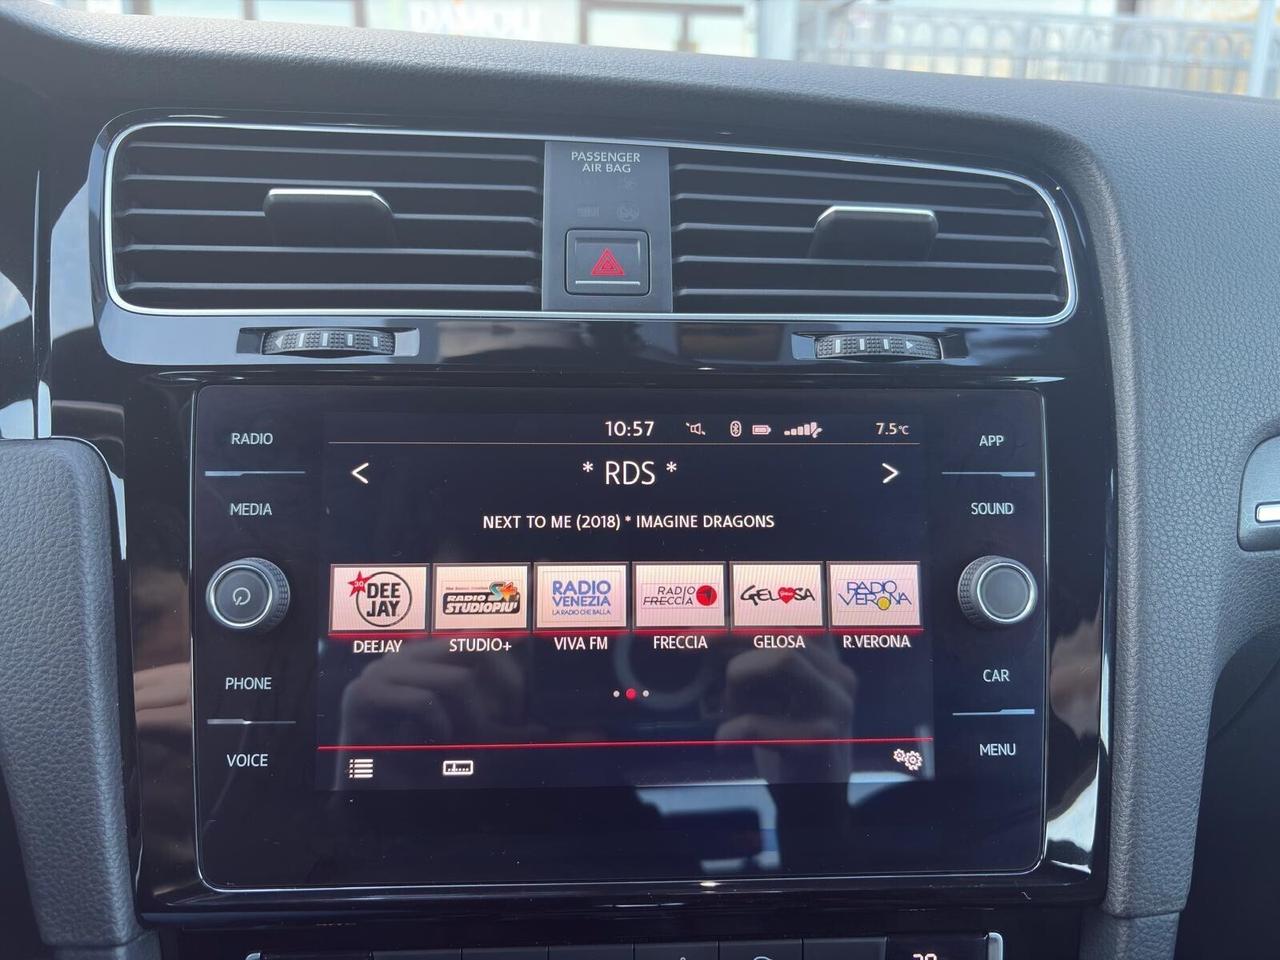 PASSENGER
AIR BAG
RADIO
MEDIA
PHONE
VOICE
10:57
7.5°C
< * RDS * >
NEXT TO ME (2018) * IMAGINE DRAGONS
30
DEE
JAY
RADIO
STUDIOPIU'
RADIO
VENEZIA
LA RADIO CHE BALLA
RADIO
FRECCIA
GELOSA
RADIO
VERONA
DEEJAY
STUDIO+
VIVA FM
FRECCIA
GELOSA
R.VERONA
APP
SOUND
CAR
MENU